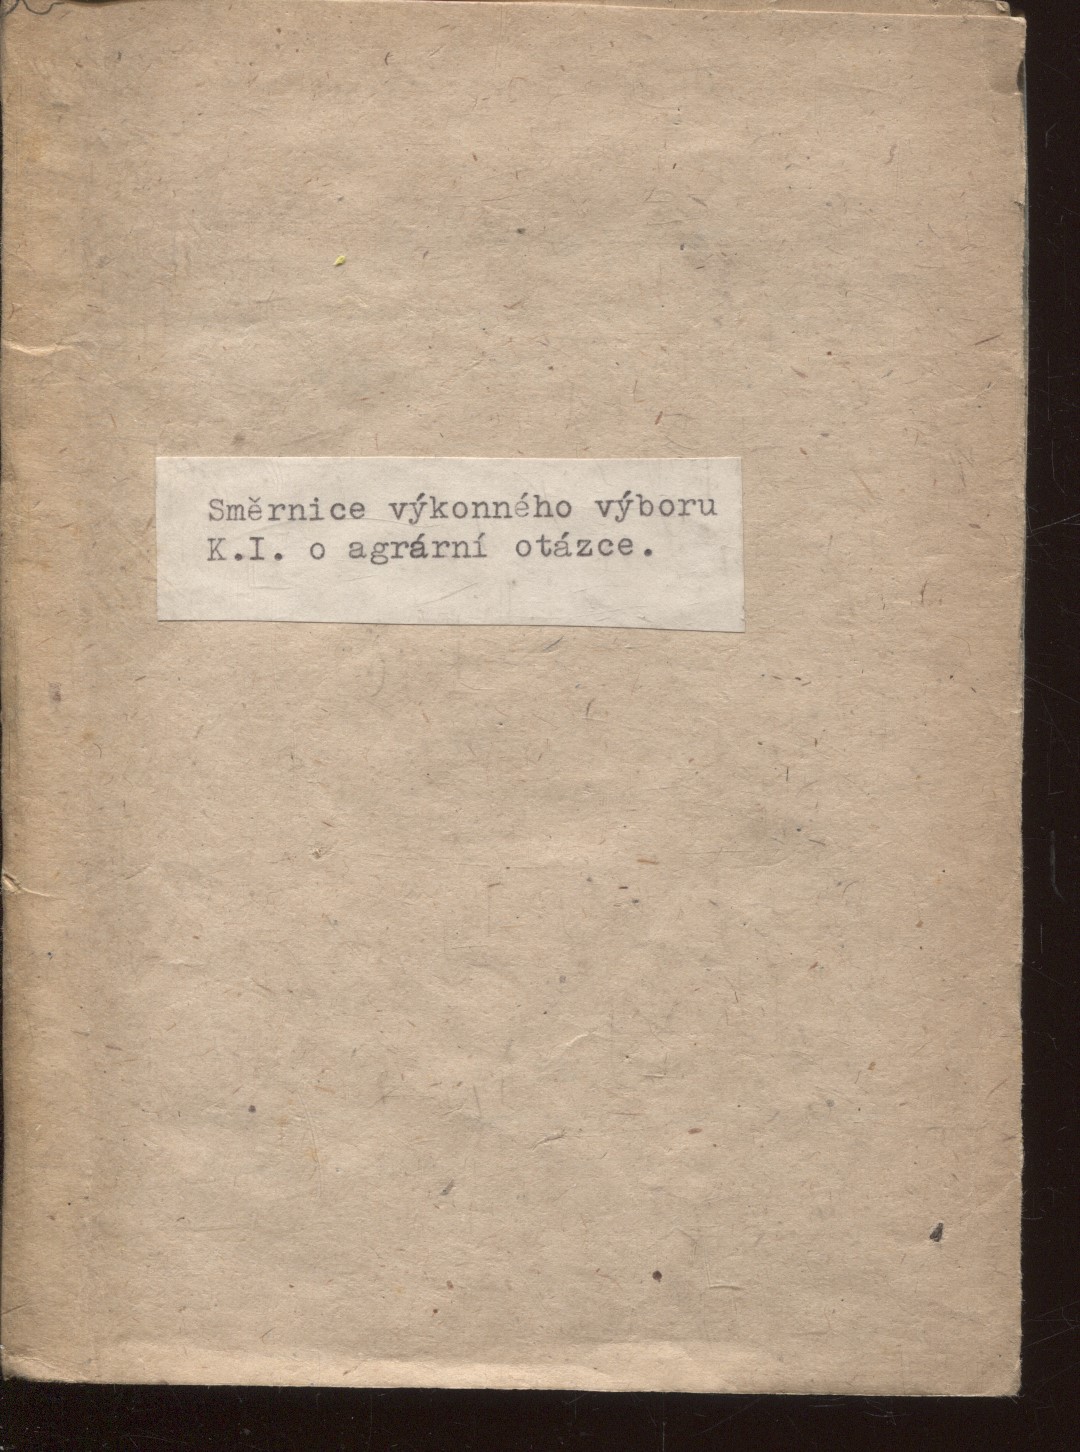 Směrnice výkonného výboru
K.I. o agrární otázce.